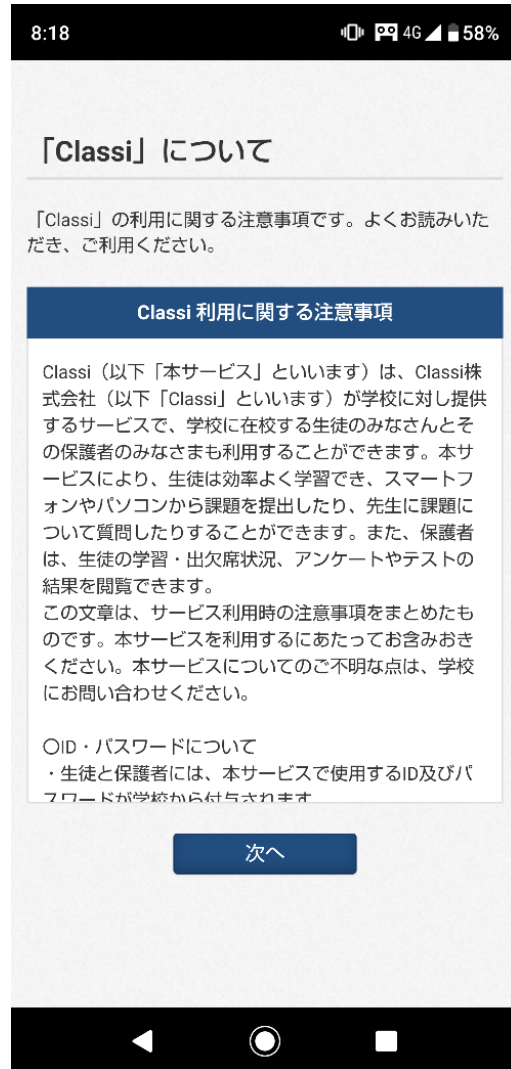 8:18
4G
58%
「Classi」について
「Classi」の利用に関する注意事項です。よくお読みいた
だき、ご利用ください。
Classi 利用に関する注意事項
Classi（以下「本サービス」といいます）は、Classi株
式会社（以下「Classi」といいます）が学校に対し提供
するサービスで、学校に在校する生徒のみなさんとそ
の保護者のみなさまも利用することができます。本サ
ービスにより、生徒は効率よく学習でき、スマートフ
ォンやパソコンから課題を提出したり、先生に課題に
ついて質問したりすることができます。また、保護者
は、生徒の学習・出欠席状況、アンケートやテストの
結果を閲覧できます。
この文章は、サービス利用時の注意事項をまとめたも
のです。本サービスを利用するにあたってお含みおき
ください。本サービスについてのご不明な点は、学校
にお問い合わせください。
〇ID・パスワードについて
・生徒と保護者には、本サービスで使用するID及びパ
スワードが学校から付与されます
次へ